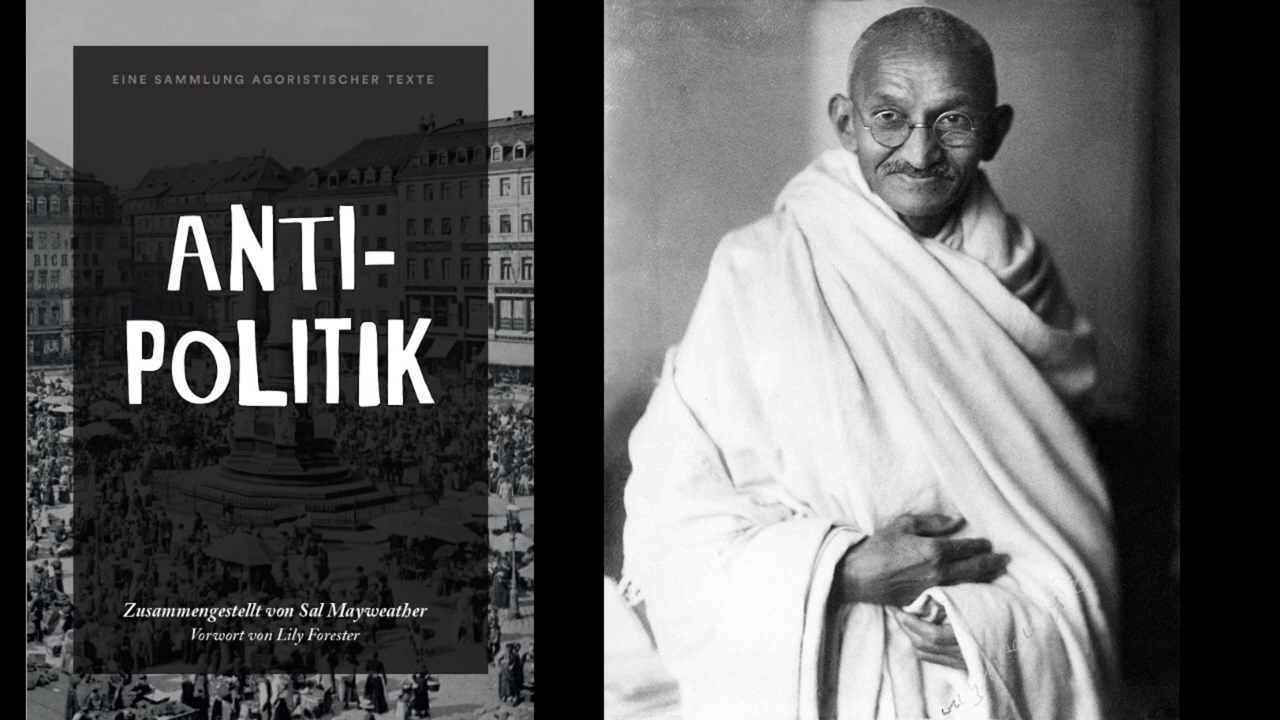 EINE SAMMLUNG AGORISTISCHER TEXTE
ANTI-
POLITIK
Zusammengestellt von Sal Mayweather
Vorwort von Lily Forester